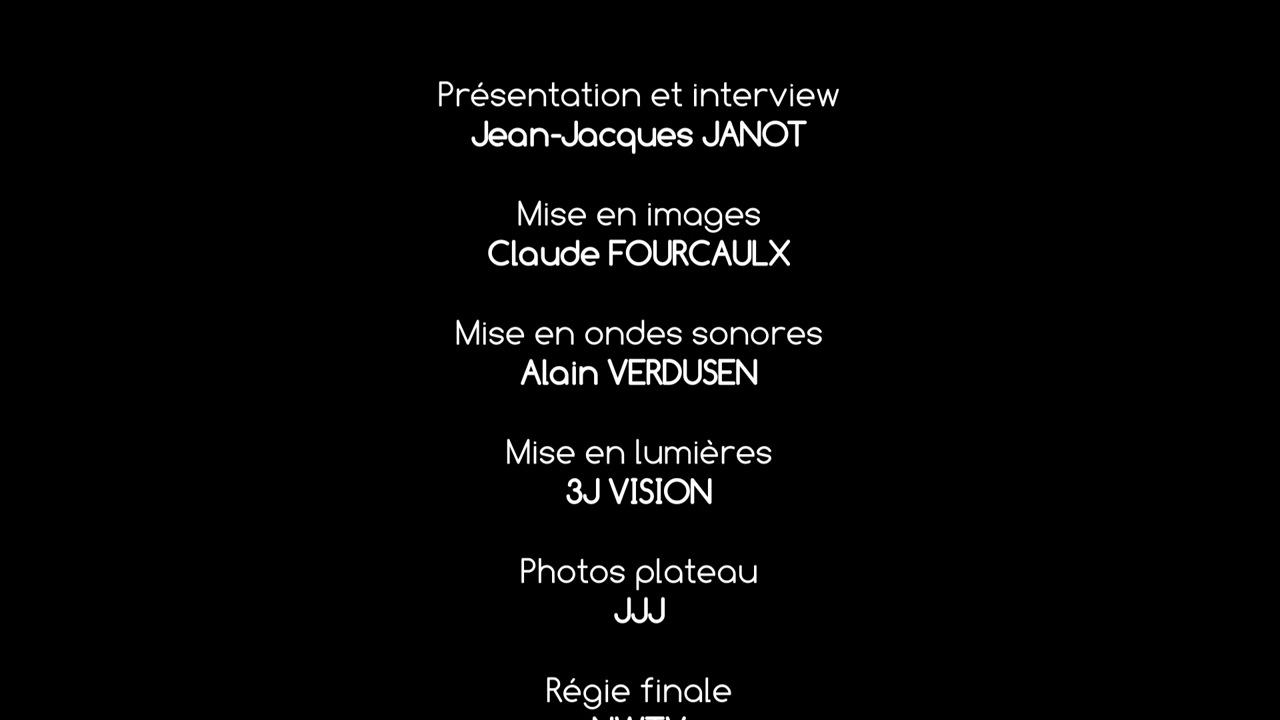 Présentation et interview
Jean-Jacques JANOT
Mise en images
Claude FOURCAULX
Mise en ondes sonores
Alain VERDUSEN
Mise en lumières
3J VISION
Photos plateau
JJJ
Régie finale